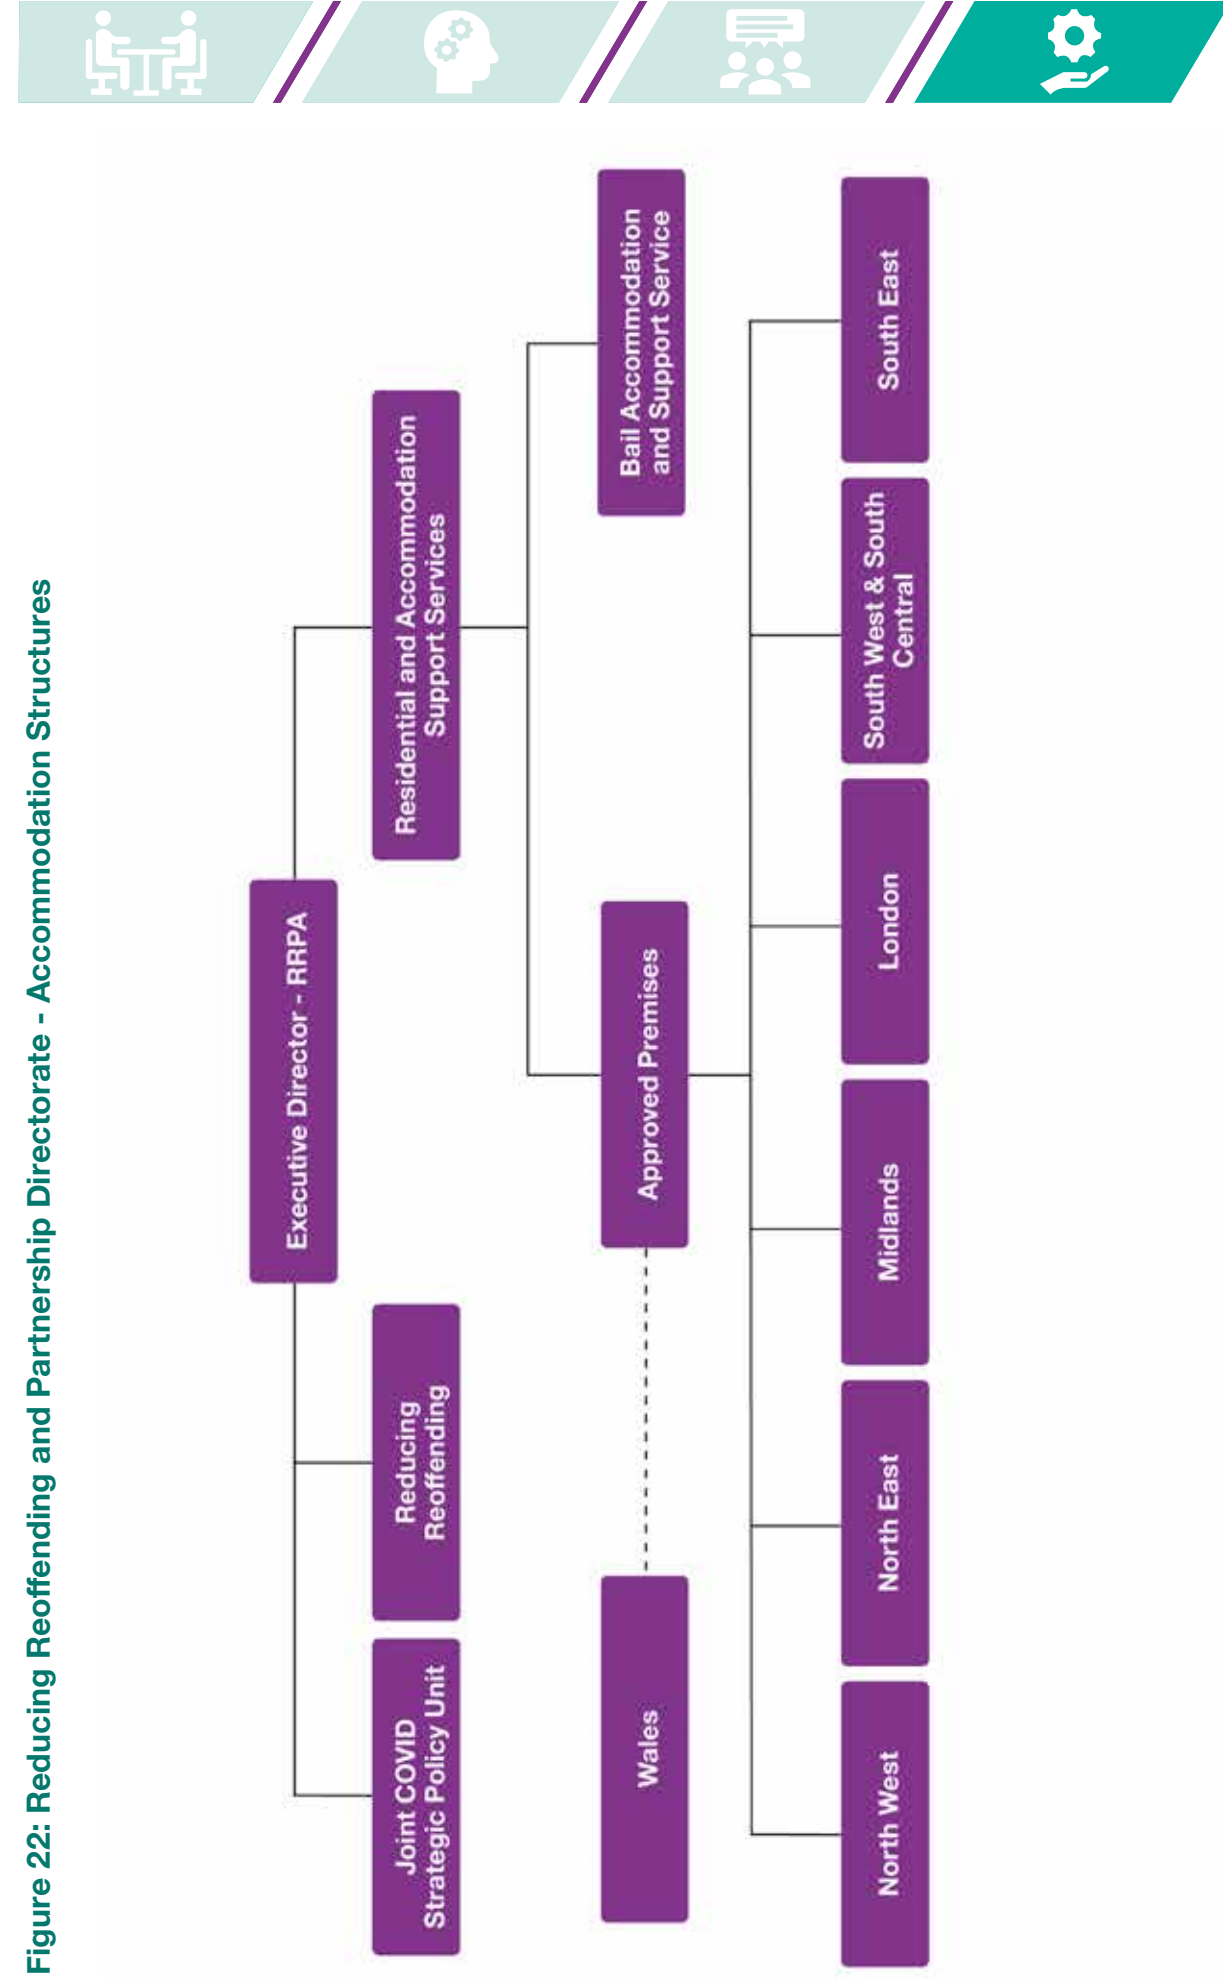 Figure 22: Reducing Reoffending and Partnership Directorate - Accommodation Structures
Executive Director - RRPA
Joint COVID
Strategic Policy Unit
Reducing
Reoffending
Residential and Accommodation
Support Services
Wales
Approved Premises
Bail Accommodation
and Support Service
North West
North East
Midlands
London
South West & South
Central
South East